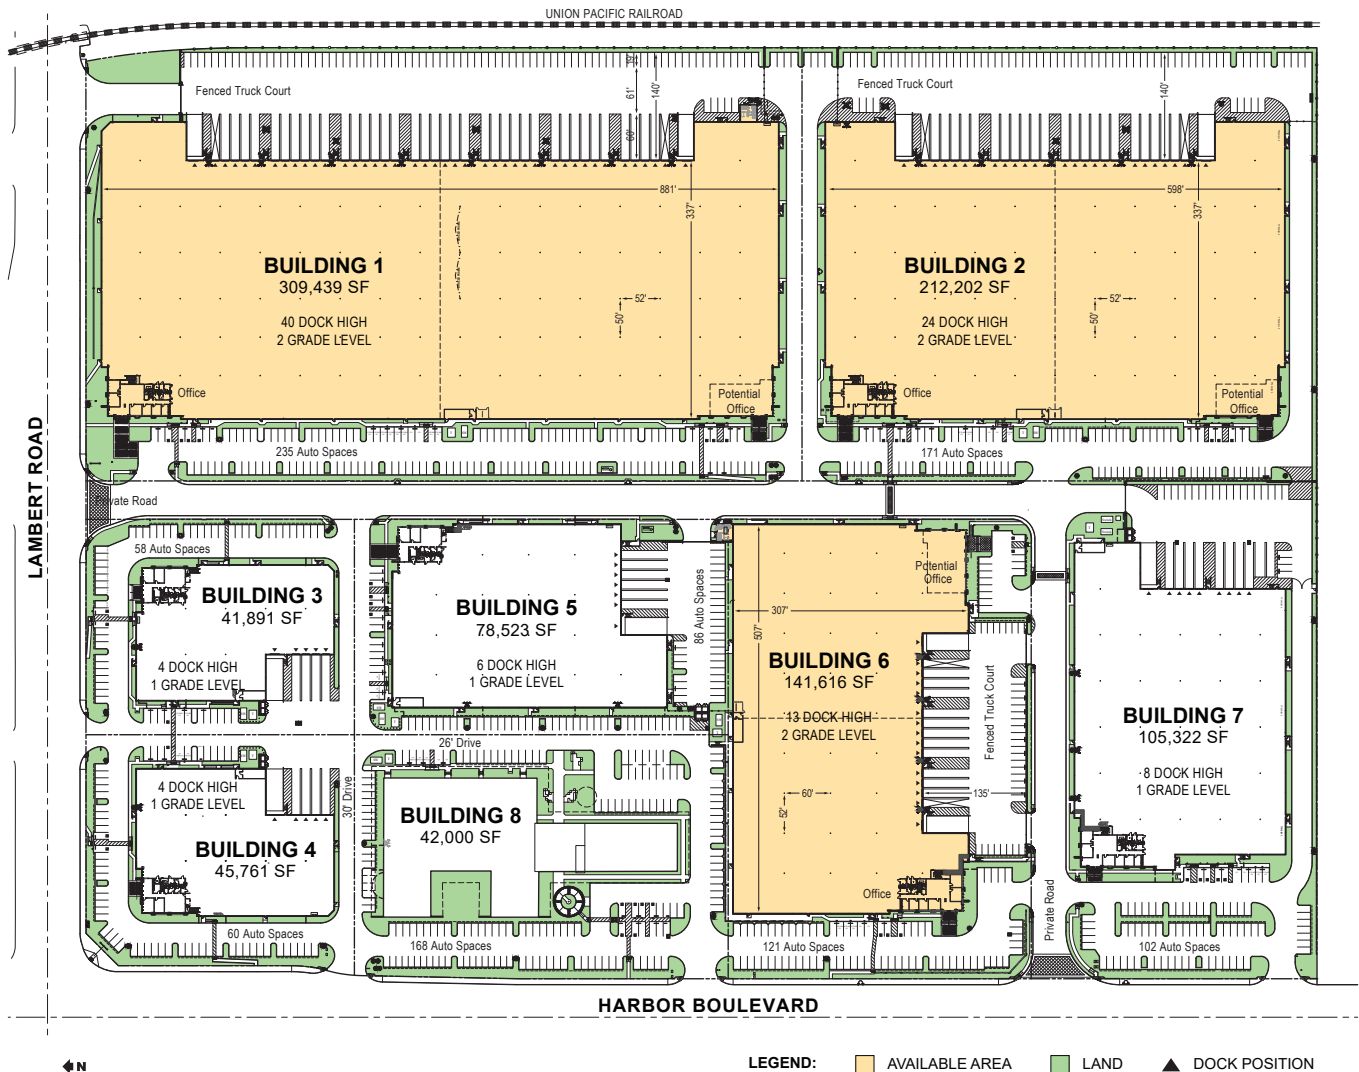 UNION PACIFIC RAILROAD
Fenced Truck Court
19'
61'
140'
60'
Fenced Truck Court
140'
881'
337'
598'
337'
BUILDING 1
309,439 SF
40 DOCK HIGH
2 GRADE LEVEL
52'
50'
BUILDING 2
212,202 SF
24 DOCK HIGH
2 GRADE LEVEL
52'
50'
Office
Potential
Office
Office
Potential
Office
235 Auto Spaces
171 Auto Spaces
LAMBERT ROAD
Private Road
58 Auto Spaces
BUILDING 3
41,891 SF
4 DOCK HIGH
1 GRADE LEVEL
BUILDING 5
78,523 SF
6 DOCK HIGH
1 GRADE LEVEL
86 Auto Spaces
Potential
Office
307'
507'
BUILDING 6
141,616 SF
13 DOCK HIGH
2 GRADE LEVEL
60'
52'
135'
Fenced Truck Court
Office
BUILDING 7
105,322 SF
8 DOCK HIGH
1 GRADE LEVEL
26' Drive
30' Drive
4 DOCK HIGH
1 GRADE LEVEL
BUILDING 4
45,761 SF
BUILDING 8
42,000 SF
60 Auto Spaces
168 Auto Spaces
121 Auto Spaces
Private Road
102 Auto Spaces
HARBOR BOULEVARD
N
LEGEND:
AVAILABLE AREA
LAND
DOCK POSITION